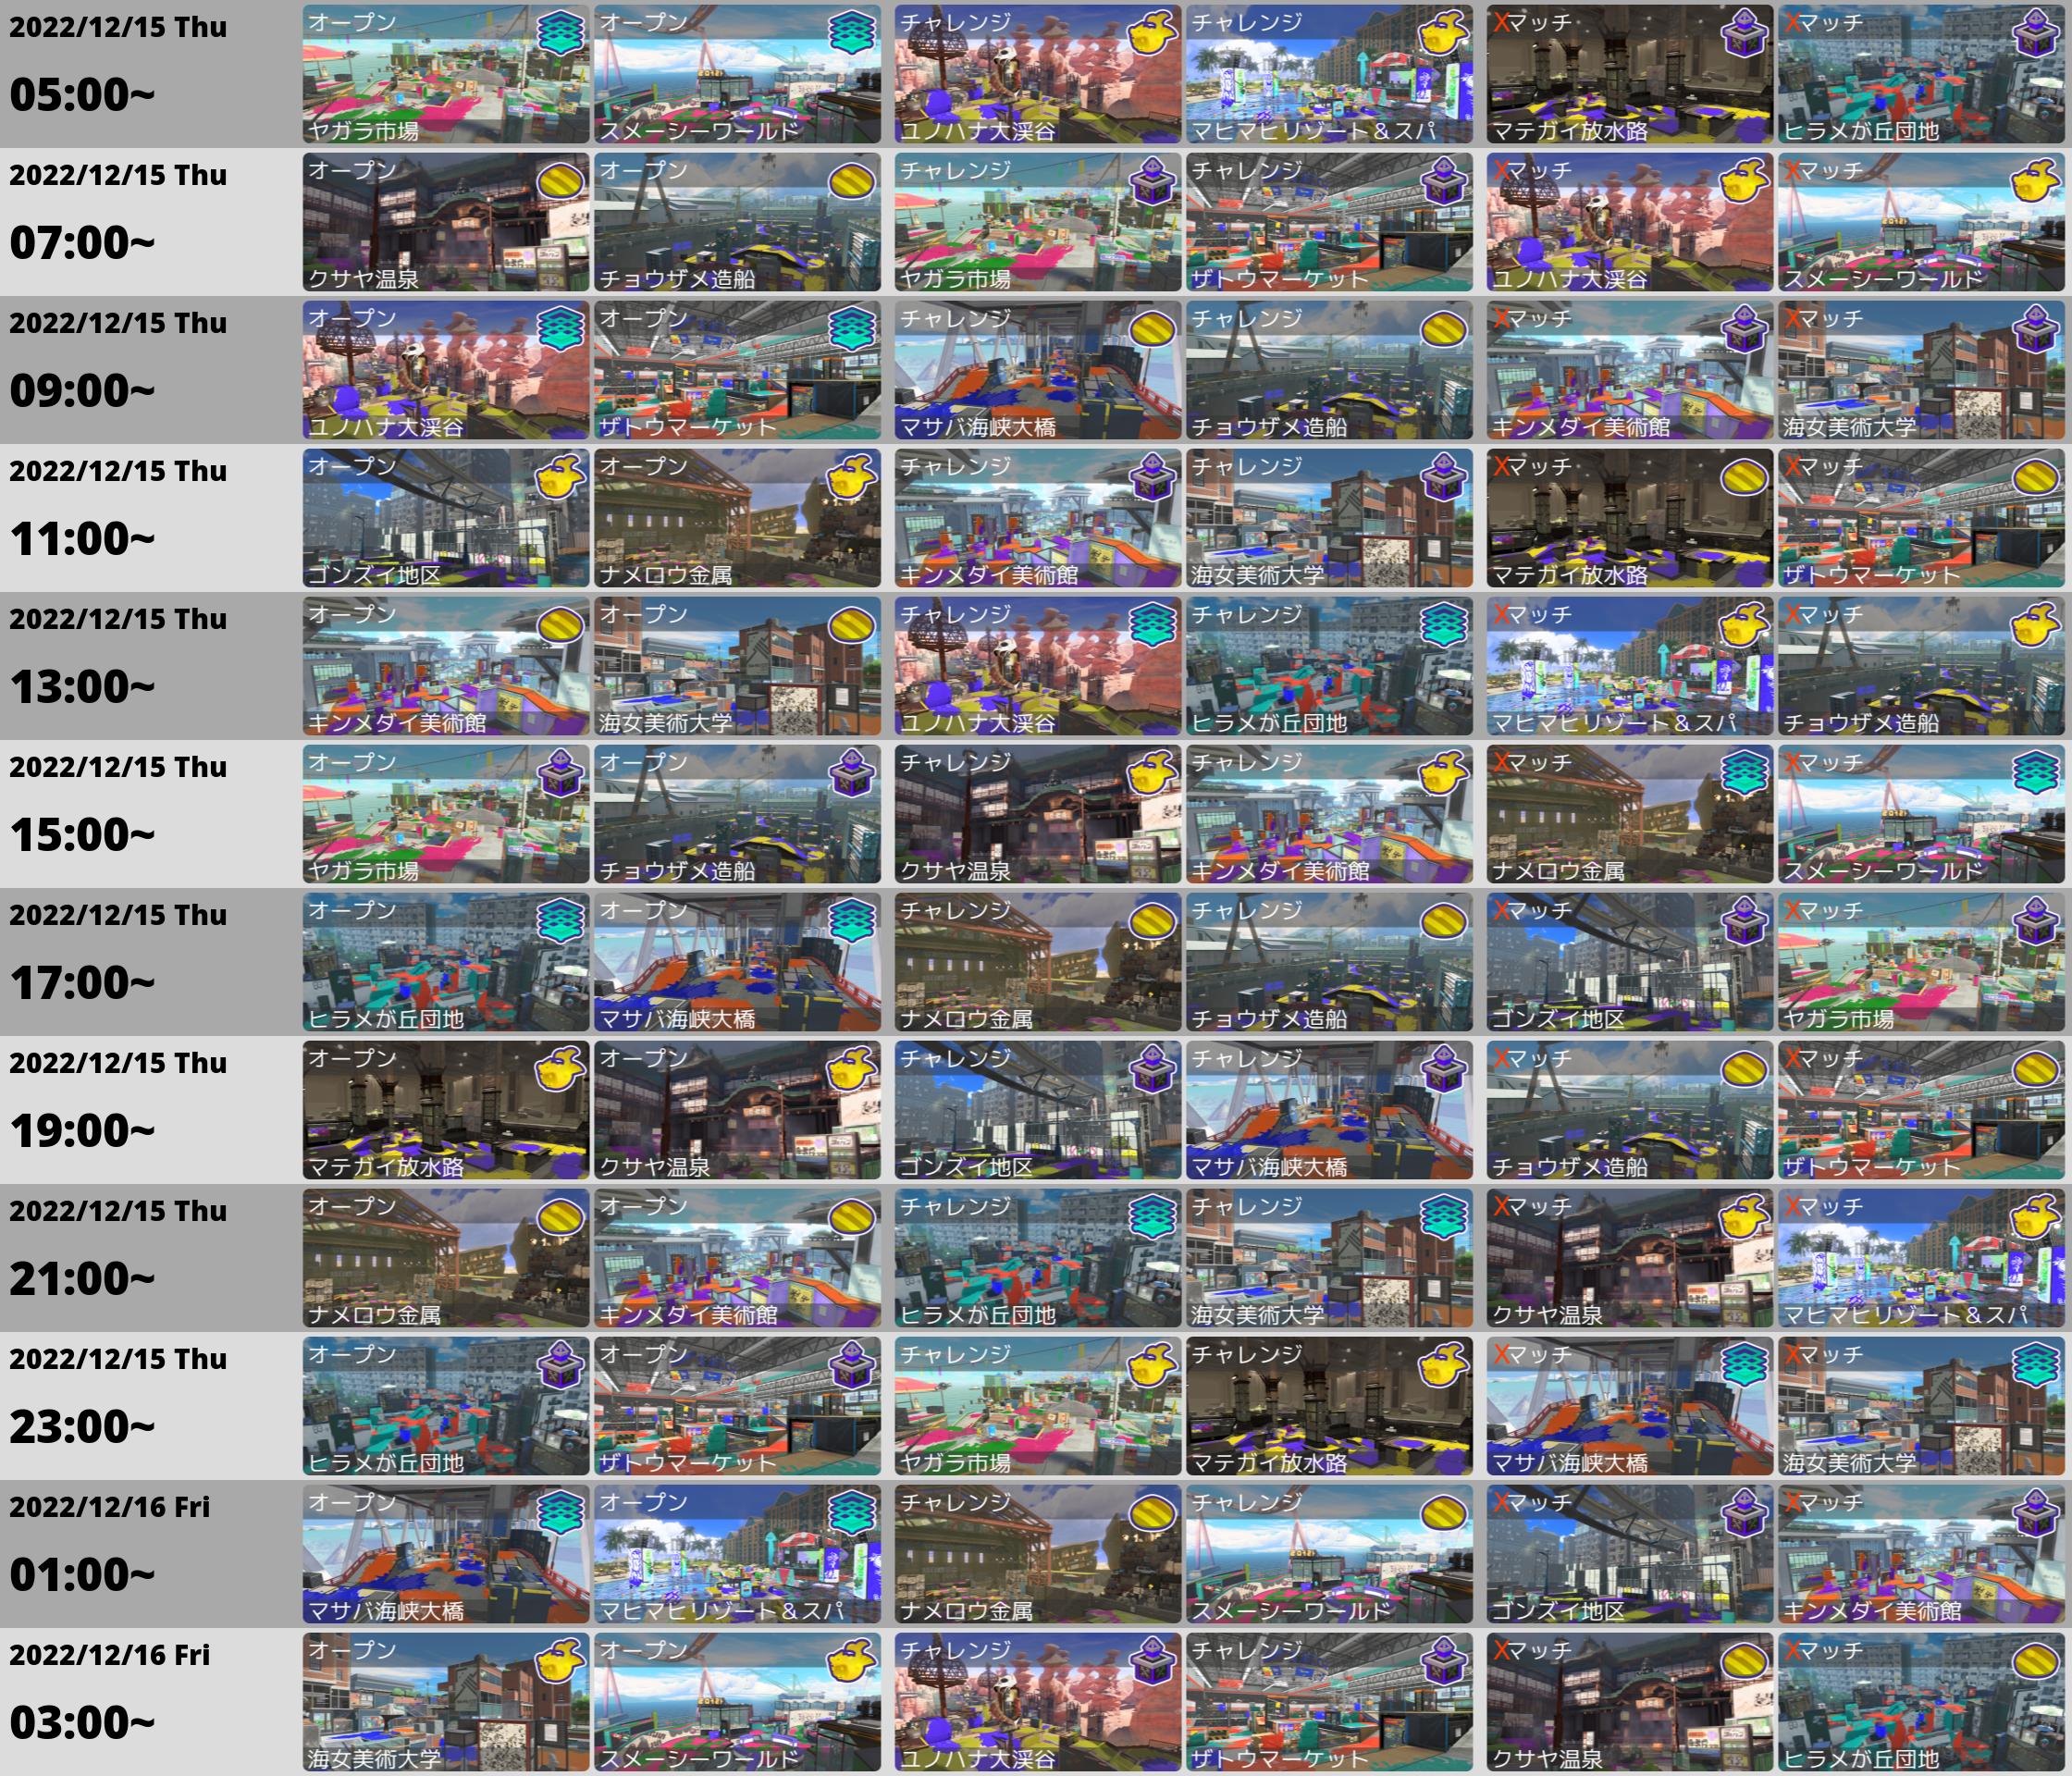 2022/12/15 Thu
05:00~
オープン
ヤガラ市場
オープン
スメーシーワールド
チャレンジ
ユノハナ大渓谷
チャレンジ
マヒマヒリゾート＆スパ
Xマッチ
マテガイ放水路
Xマッチ
ヒラメが丘団地
2022/12/15 Thu
07:00~
オープン
クサヤ温泉
オープン
チョウザメ造船
チャレンジ
ヤガラ市場
チャレンジ
ザトウマーケット
Xマッチ
ユノハナ大渓谷
Xマッチ
スメーシーワールド
2022/12/15 Thu
09:00~
オープン
ユノハナ大渓谷
オープン
ザトウマーケット
チャレンジ
マサバ海峡大橋
チャレンジ
チョウザメ造船
Xマッチ
キンメダイ美術館
Xマッチ
海女美術大学
2022/12/15 Thu
11:00~
オープン
ゴンズイ地区
オープン
ナメロウ金属
チャレンジ
キンメダイ美術館
チャレンジ
海女美術大学
Xマッチ
マテガイ放水路
Xマッチ
ザトウマーケット
2022/12/15 Thu
13:00~
オープン
キンメダイ美術館
オープン
海女美術大学
チャレンジ
ユノハナ大渓谷
チャレンジ
ヒラメが丘団地
Xマッチ
マヒマヒリゾート＆スパ
Xマッチ
チョウザメ造船
2022/12/15 Thu
15:00~
オープン
ヤガラ市場
オープン
チョウザメ造船
チャレンジ
クサヤ温泉
チャレンジ
キンメダイ美術館
Xマッチ
ナメロウ金属
Xマッチ
スメーシーワールド
2022/12/15 Thu
17:00~
オープン
ヒラメが丘団地
オープン
マサバ海峡大橋
チャレンジ
ナメロウ金属
チャレンジ
チョウザメ造船
Xマッチ
ゴンズイ地区
Xマッチ
ヤガラ市場
2022/12/15 Thu
19:00~
オープン
マテガイ放水路
オープン
クサヤ温泉
チャレンジ
ゴンズイ地区
チャレンジ
マサバ海峡大橋
Xマッチ
チョウザメ造船
Xマッチ
ザトウマーケット
2022/12/15 Thu
21:00~
オープン
ナメロウ金属
オープン
キンメダイ美術館
チャレンジ
ヒラメが丘団地
チャレンジ
海女美術大学
Xマッチ
クサヤ温泉
Xマッチ
マヒマヒリゾート＆スパ
2022/12/15 Thu
23:00~
オープン
ヒラメが丘団地
オープン
ザトウマーケット
チャレンジ
ヤガラ市場
チャレンジ
マテガイ放水路
Xマッチ
マサバ海峡大橋
Xマッチ
海女美術大学
2022/12/16 Fri
01:00~
オープン
マサバ海峡大橋
オープン
マヒマヒリゾート＆スパ
チャレンジ
ナメロウ金属
チャレンジ
スメーシーワールド
Xマッチ
ゴンズイ地区
Xマッチ
キンメダイ美術館
2022/12/16 Fri
03:00~
オープン
海女美術大学
オープン
スメーシーワールド
チャレンジ
ユノハナ大渓谷
チャレンジ
ザトウマーケット
Xマッチ
クサヤ温泉
Xマッチ
ヒラメが丘団地